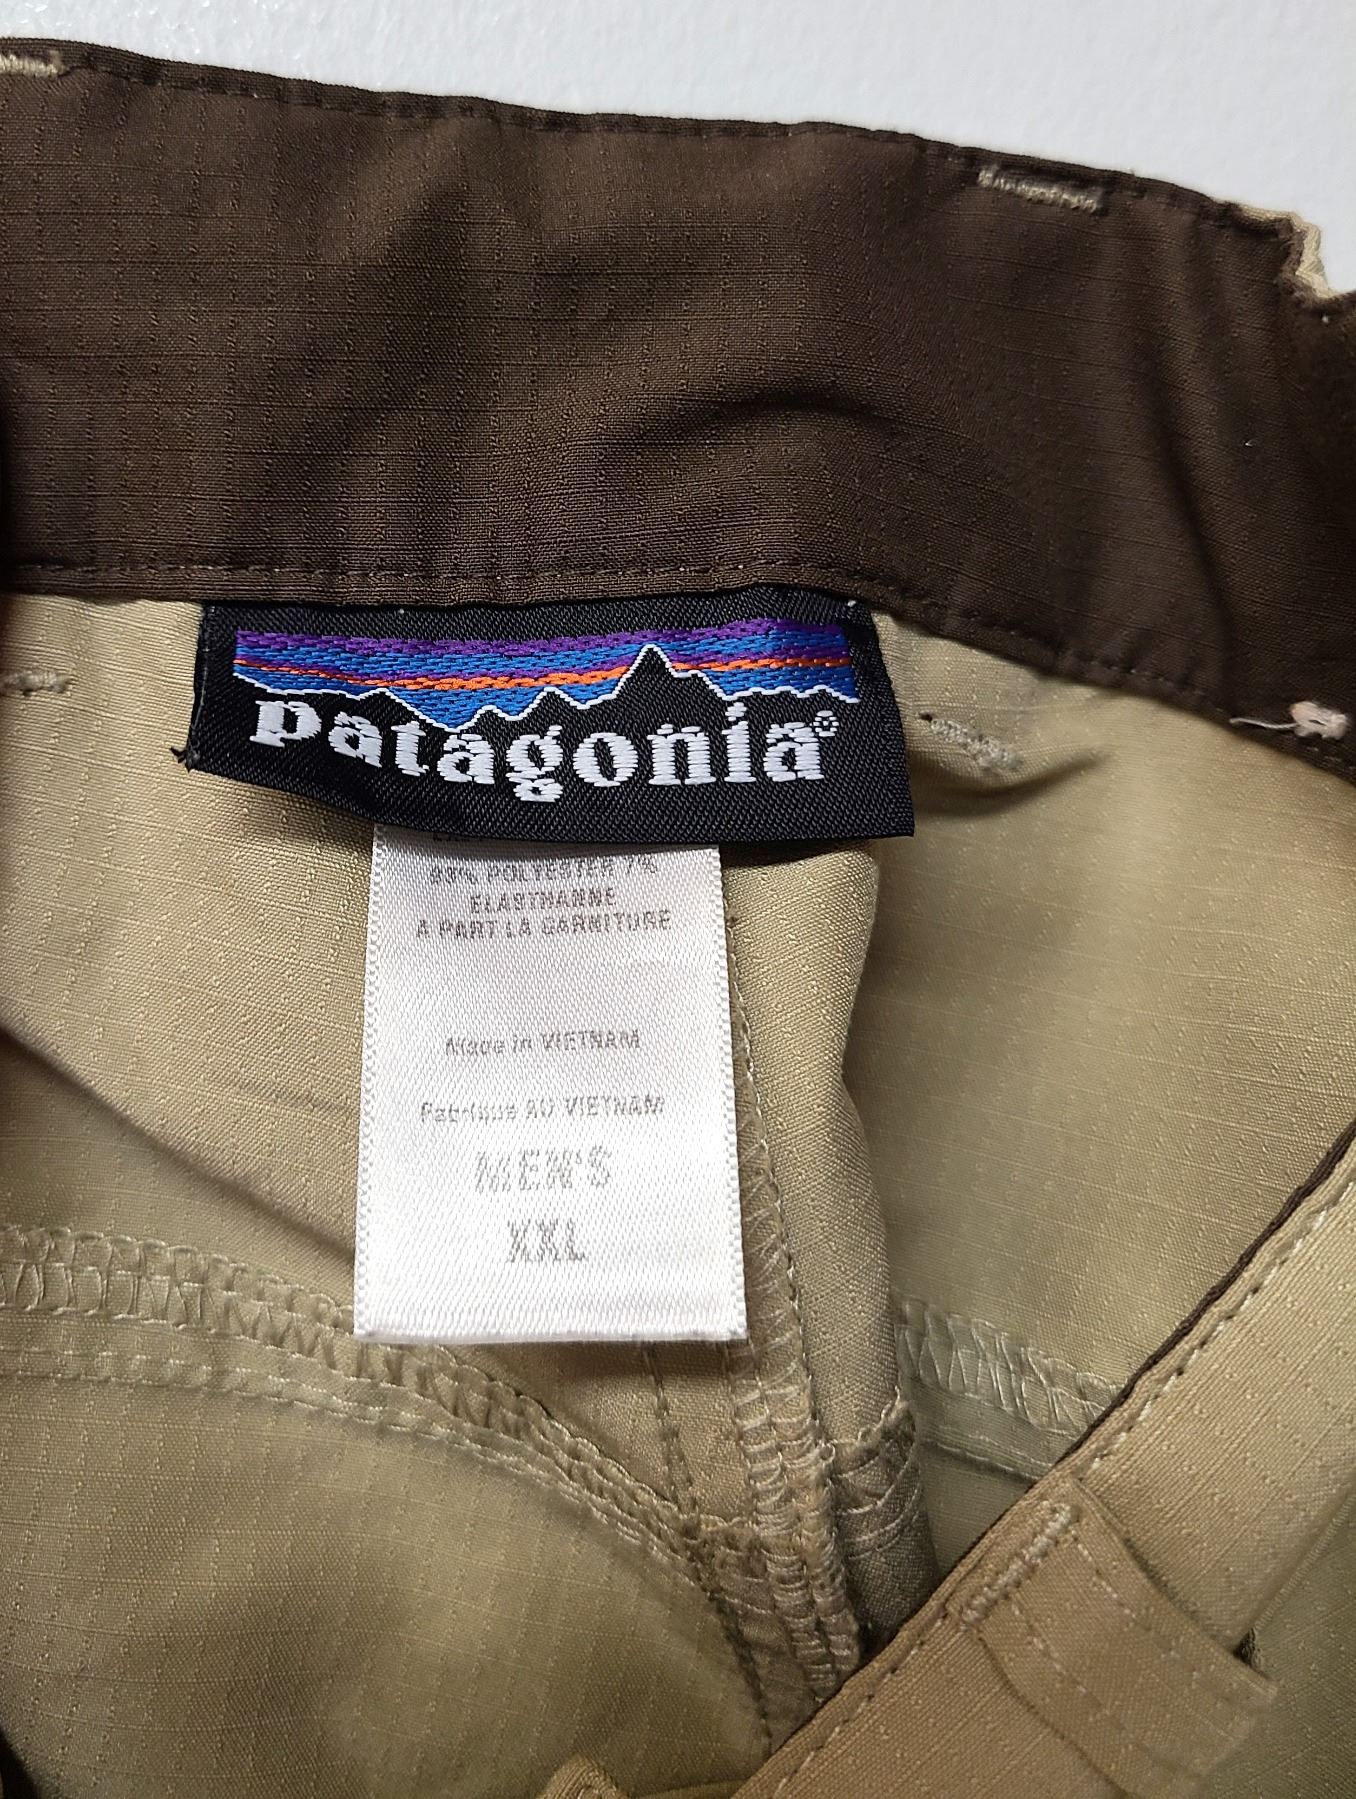 patagonia®
93% POLYESTER 7%
ELASTHANNE
A PART LA GARNITURE
Made in VIETNAM
Fabriqué AU VIETNAM
MEN'S
XXL